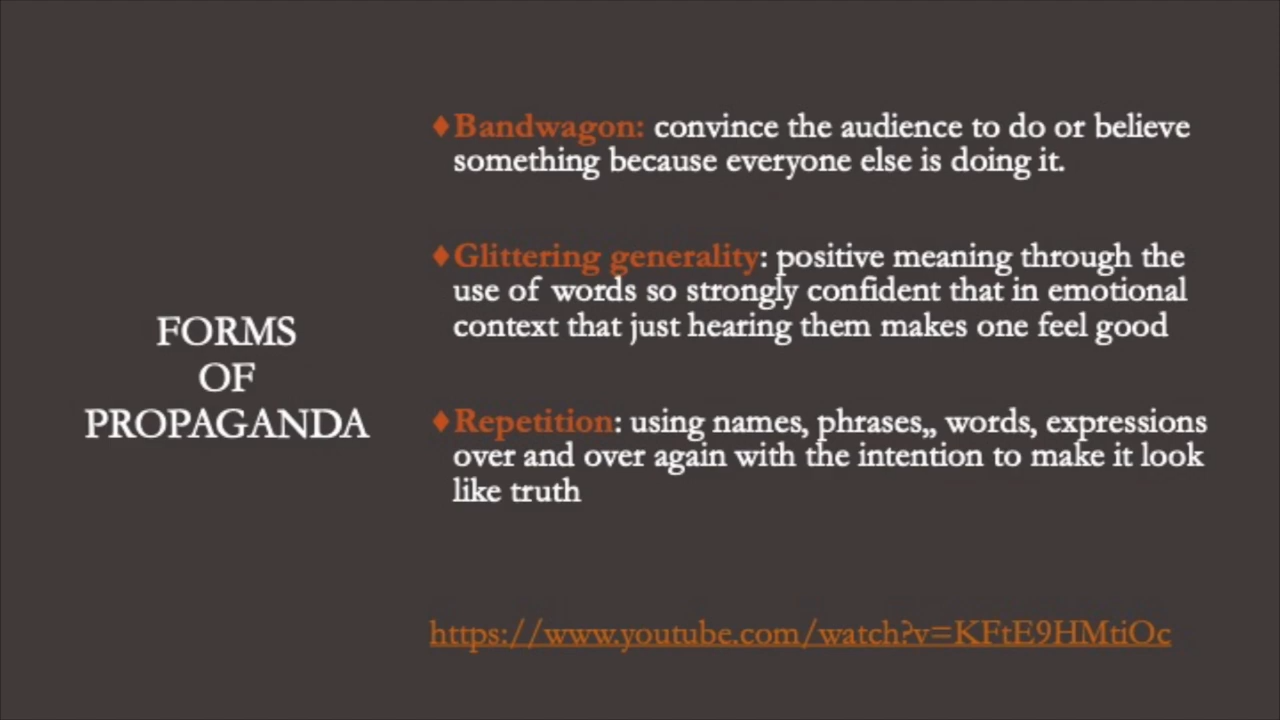 FORMS
OF
PROPAGANDA
♦Bandwagon: convince the audience to do or believe
something because everyone else is doing it.
♦Glittering generality: positive meaning through the
use of words so strongly confident that in emotional
context that just hearing them makes one feel good
♦Repetition: using names, phrases,, words, expressions
over and over again with the intention to make it look
like truth
https://www.youtube.com/watch?v=KFtE9HMtiOc